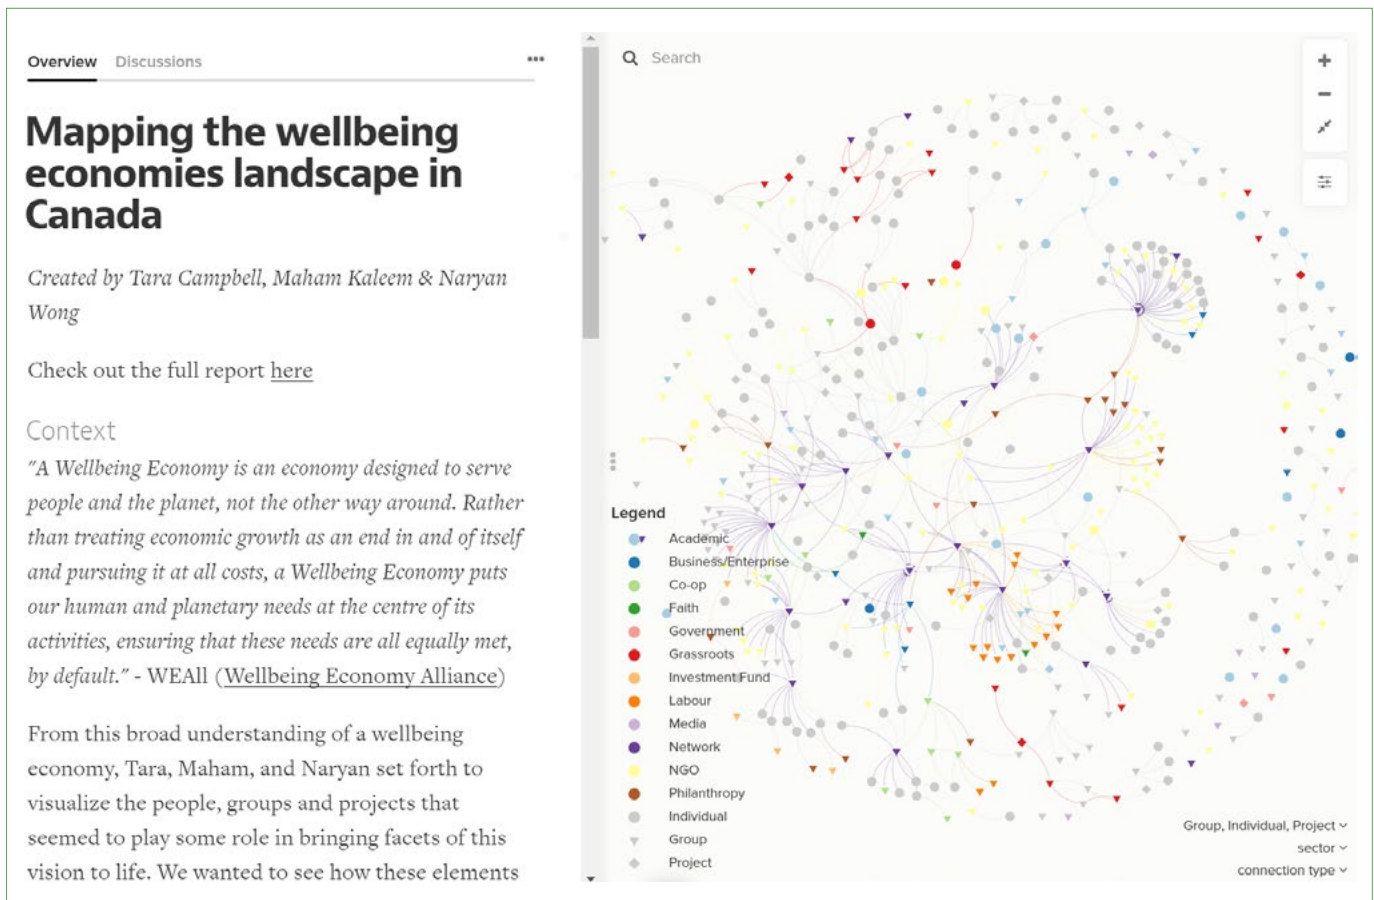 Overview Discussions
Mapping the wellbeing
economies landscape in
Canada
Created by Tara Campbell, Maham Kaleem & Naryan
Wong
Check out the full report here
Context
"A Wellbeing Economy is an economy designed to serve
people and the planet, not the other way around. Rather
than treating economic growth as an end in and of itself
and pursuing it at all costs, a Wellbeing Economy puts
our human and planetary needs at the centre of its
activities, ensuring that these needs are all equally met,
by default." - WEAll (Wellbeing Economy Alliance)
From this broad understanding of a wellbeing
economy, Tara, Maham, and Naryan set forth to
visualize the people, groups and projects that
seemed to play some role in bringing facets of this
vision to life. We wanted to see how these elements
Search
Legend
Academic
Business/Enterprise
Co-op
Faith
Government
Grassroots
Investment Fund
Labour
Media
Network
NGO
Philanthropy
Individual
Group
Project
Group, Individual, Project
sector
connection type